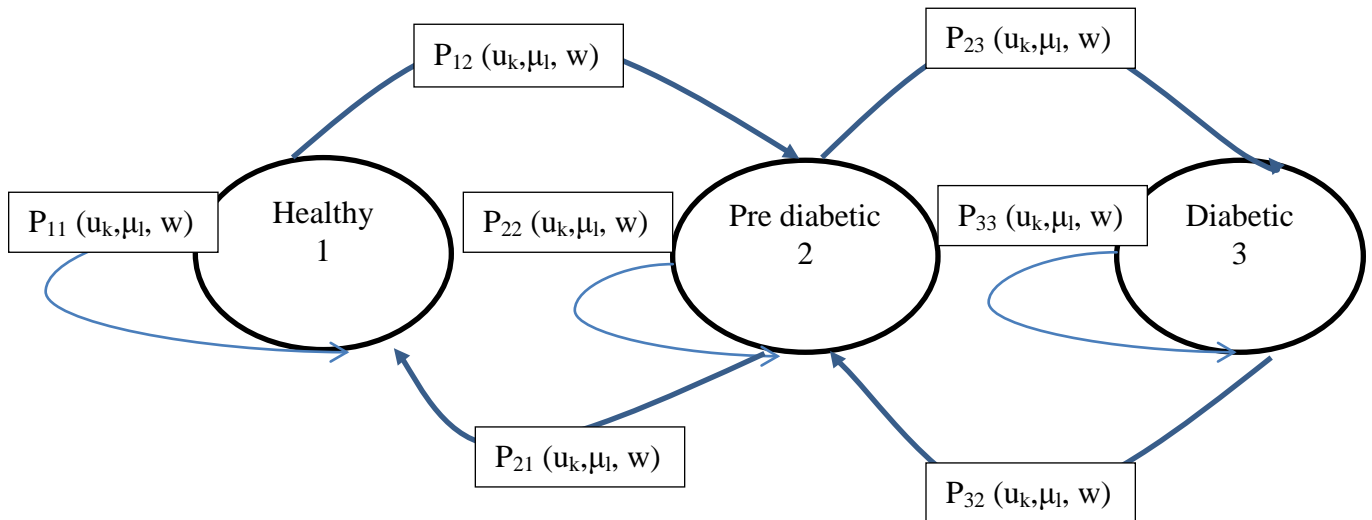 P₁₂ (uₖ,μₗ, w)
P₂₃ (uₖ,μₗ, w)
P₁₁ (uₖ,μₗ, w)
Healthy
1
P₂₂ (uₖ,μₗ, w)
Pre diabetic
2
P₃₃ (uₖ,μₗ, w)
Diabetic
3
P₂₁ (uₖ,μₗ, w)
P₃₂ (uₖ,μₗ, w)